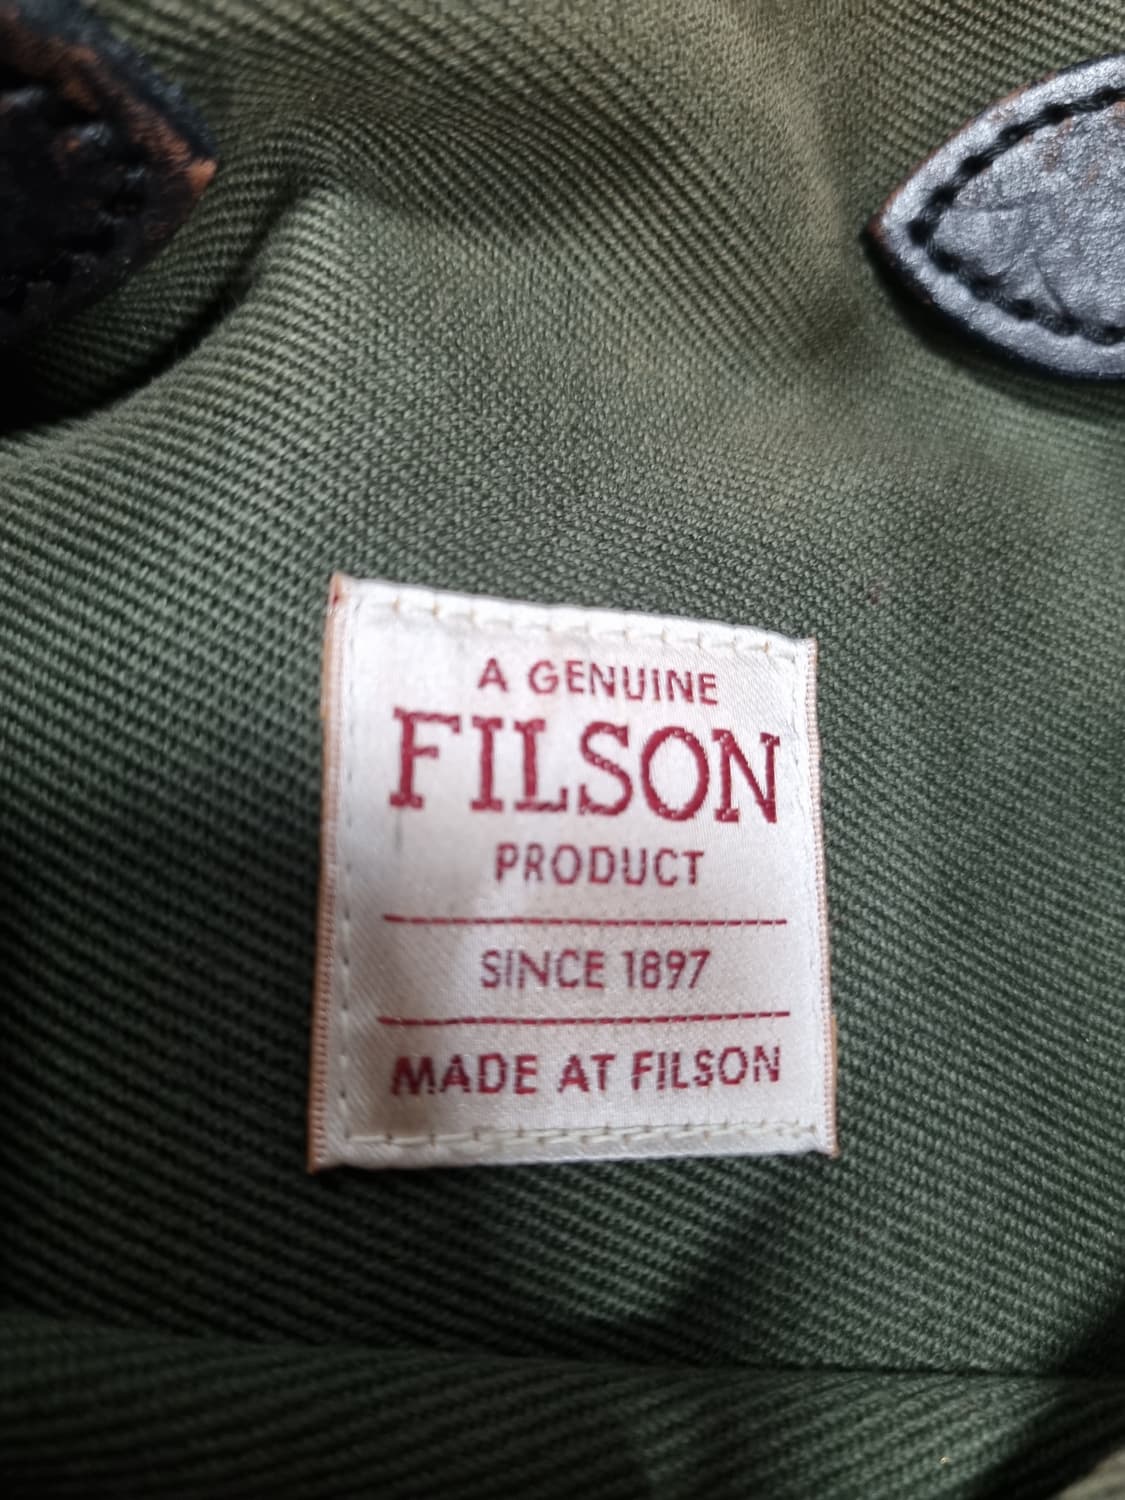 A GENUINE
FILSON
PRODUCT
SINCE 1897
MADE AT FILSON